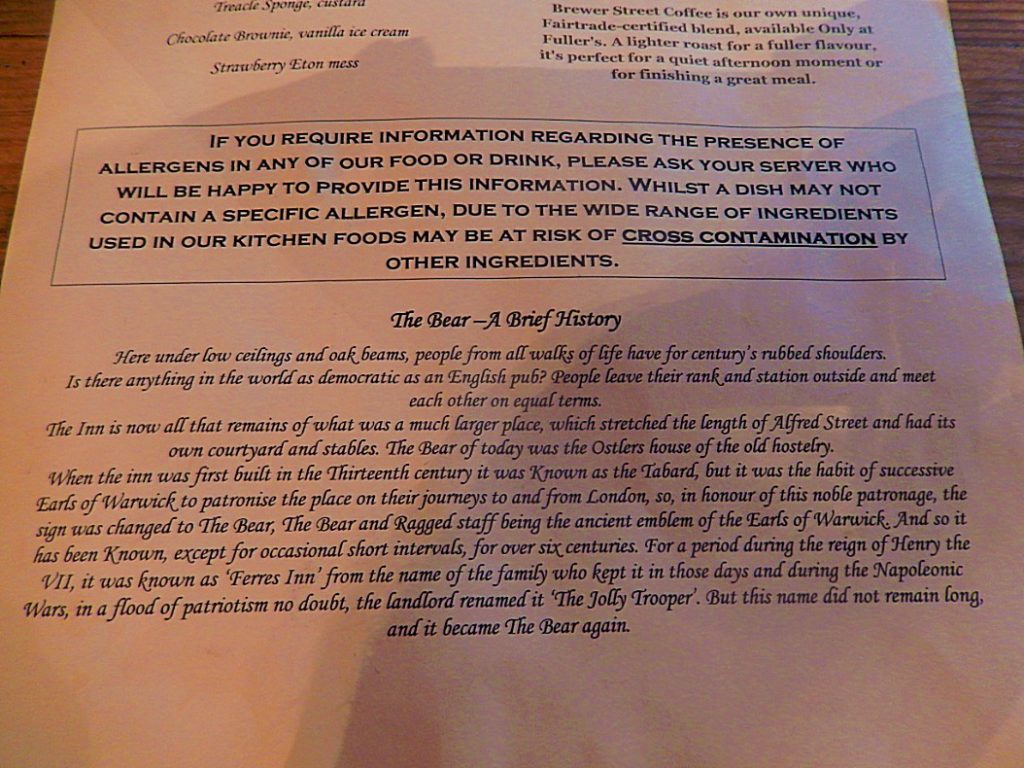 Treacle Sponge, custard
Chocolate Brownie, vanilla ice cream
Strawberry Eton mess
Brewer Street Coffee is our own unique,
Fairtrade-certified blend, available Only at
Fuller's. A lighter roast for a fuller flavour,
it's perfect for a quiet afternoon moment or
for finishing a great meal.
IF YOU REQUIRE INFORMATION REGARDING THE PRESENCE OF
ALLERGENS IN ANY OF OUR FOOD OR DRINK, PLEASE ASK YOUR SERVER WHO
WILL BE HAPPY TO PROVIDE THIS INFORMATION. WHILST A DISH MAY NOT
CONTAIN A SPECIFIC ALLERGEN, DUE TO THE WIDE RANGE OF INGREDIENTS
USED IN OUR KITCHEN FOODS MAY BE AT RISK OF CROSS CONTAMINATION BY
OTHER INGREDIENTS.
The Bear –A Brief History
Here under low ceilings and oak beams, people from all walks of life have for century's rubbed shoulders.
Is there anything in the world as democratic as an English pub? People leave their rank and station outside and meet
each other on equal terms.
The Inn is now all that remains of what was a much larger place, which stretched the length of Alfred Street and had its
own courtyard and stables. The Bear of today was the Ostlers house of the old hostelry.
When the inn was first built in the Thirteenth century it was Known as the Tabard, but it was the habit of successive
Earls of Warwick to patronise the place on their journeys to and from London, so, in honour of this noble patronage, the
sign was changed to The Bear, The Bear and Ragged staff being the ancient emblem of the Earls of Warwick. And so it
has been Known, except for occasional short intervals, for over six centuries. For a period during the reign of Henry the
VII, it was known as 'Ferres Inn' from the name of the family who kept it in those days and during the Napoleonic
Wars, in a flood of patriotism no doubt, the landlord renamed it 'The Jolly Trooper'. But this name did not remain long,
and it became The Bear again.